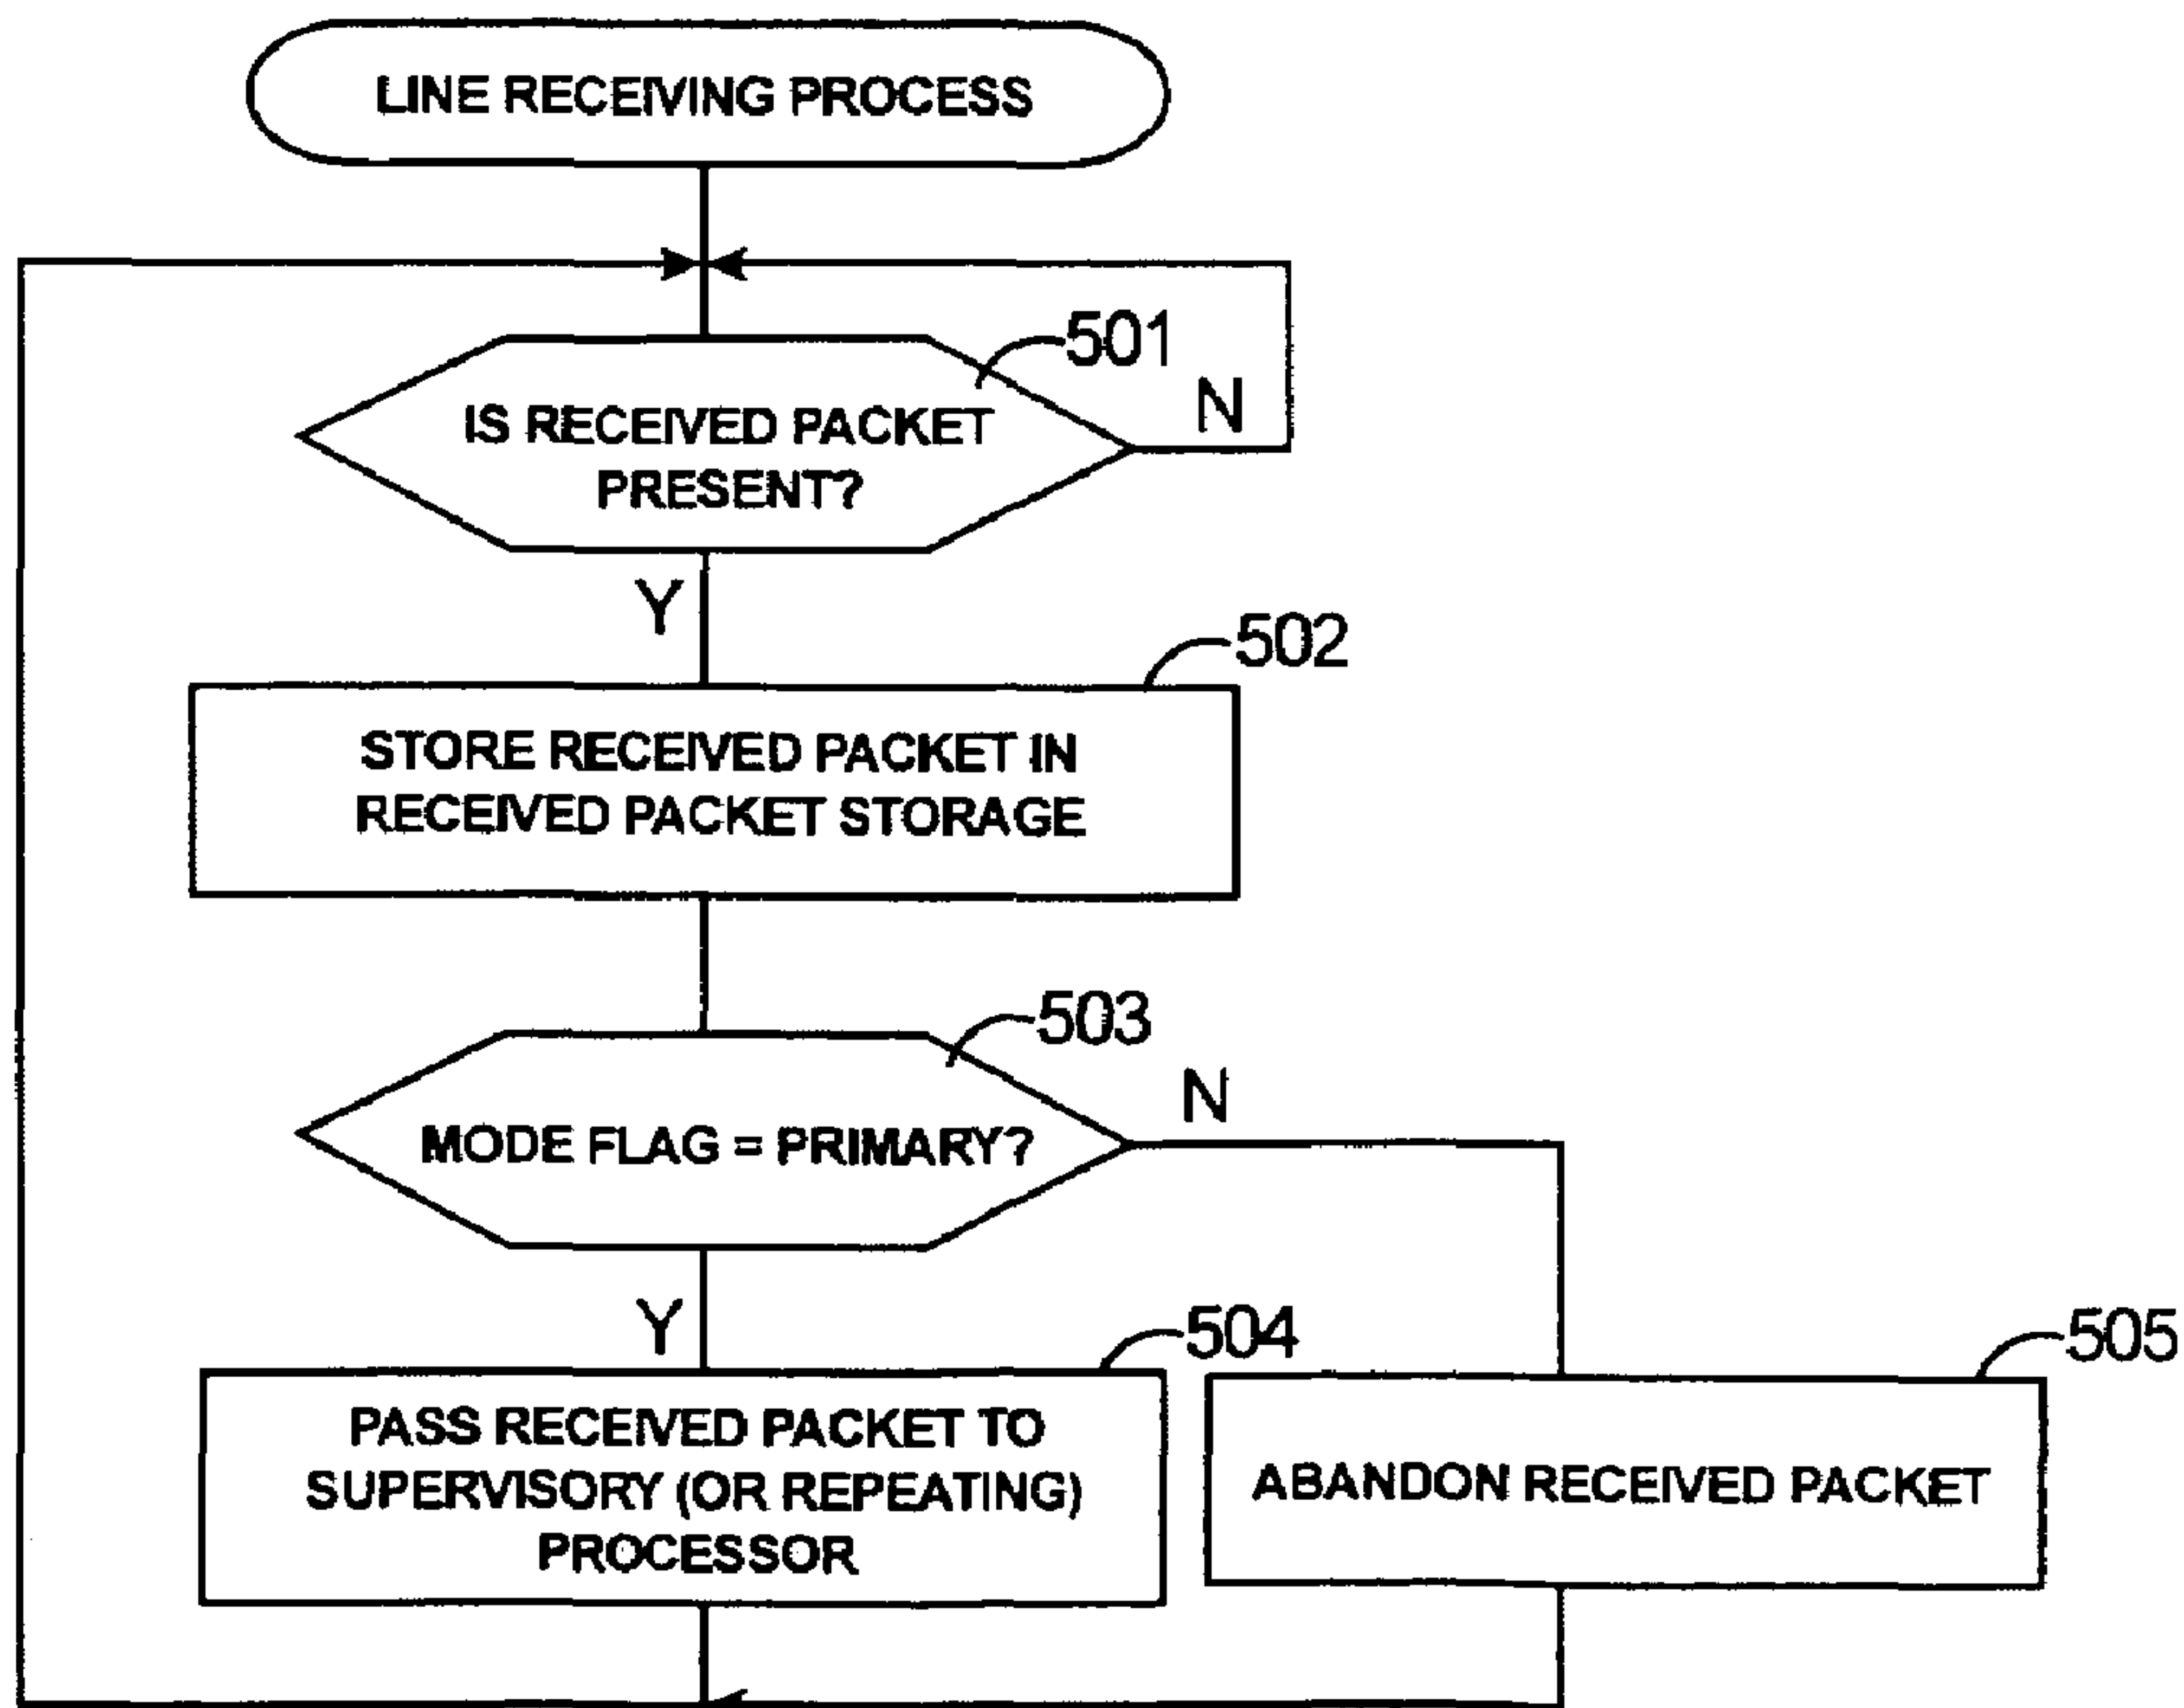 LINE RECEIVING PROCESS
501
IS RECEIVED PACKET
PRESENT?
N
Y
502
STORE RECEIVED PACKET IN
RECEIVED PACKET STORAGE
503
MODE FLAG = PRIMARY?
N
Y
504
PASS RECEIVED PACKET TO
SUPERVISORY (OR REPEATING)
PROCESSOR
505
ABANDON RECEIVED PACKET